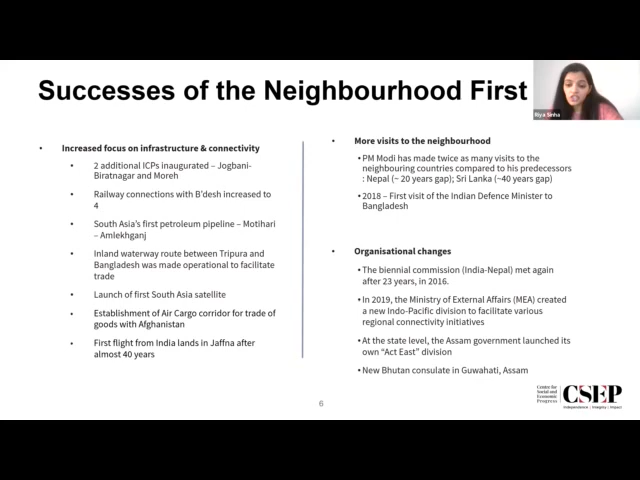 Successes of the Neighbourhood First
Riya Sinha
• Increased focus on infrastructure & connectivity
• 2 additional ICPs inaugurated – Jogbani-
Biratnagar and Moreh
• Railway connections with B'desh increased to
4
• South Asia's first petroleum pipeline – Motihari
– Amlekhganj
• Inland waterway route between Tripura and
Bangladesh was made operational to facilitate
trade
• Launch of first South Asia satellite
• Establishment of Air Cargo corridor for trade of
goods with Afghanistan
• First flight from India lands in Jaffna after
almost 40 years
• More visits to the neighbourhood
• PM Modi has made twice as many visits to the
neighbouring countries compared to his predecessors
: Nepal (~ 20 years gap); Sri Lanka (~40 years gap)
• 2018 – First visit of the Indian Defence Minister to
Bangladesh
• Organisational changes
• The biennial commission (India-Nepal) met again
after 23 years, in 2016.
• In 2019, the Ministry of External Affairs (MEA) created
a new Indo-Pacific division to facilitate various
regional connectivity initiatives
• At the state level, the Assam government launched its
own "Act East" division
• New Bhutan consulate in Guwahati, Assam
6
Centre for
Social and
Economic
Progress
CSEP
Independence | Integrity | Impact